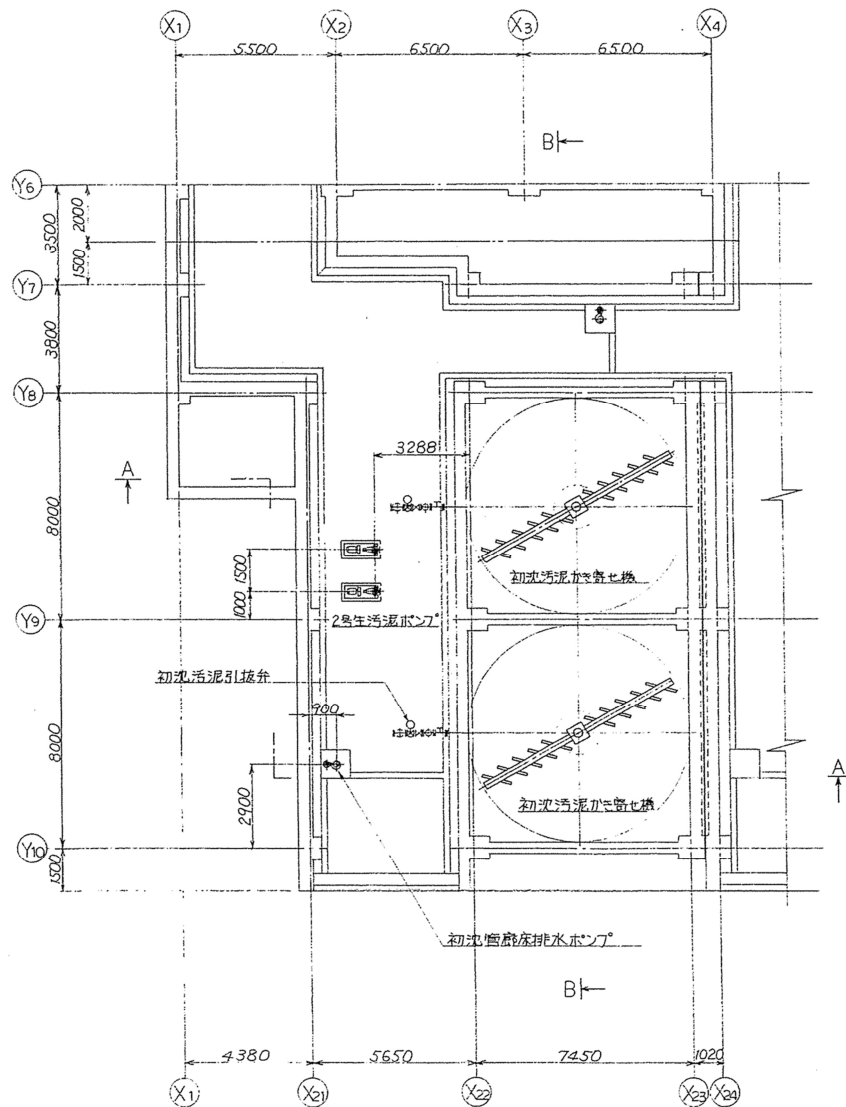 X1 X2 X3 X4
5500 6500 6500
B
Y6
2000
3500
1500
Y7
3800
Y8
3288
A
8000
初沈汚泥かき寄せ機
1500
1000
2号生汚泥ポンプ
Y9
初沈汚泥引抜弁
900
8000
A
初沈汚泥かき寄せ機
2900
Y10
1500
初沈管廊床排水ポンプ
B
4380 5650 7450 1020
X1 X21 X22 X23 X24